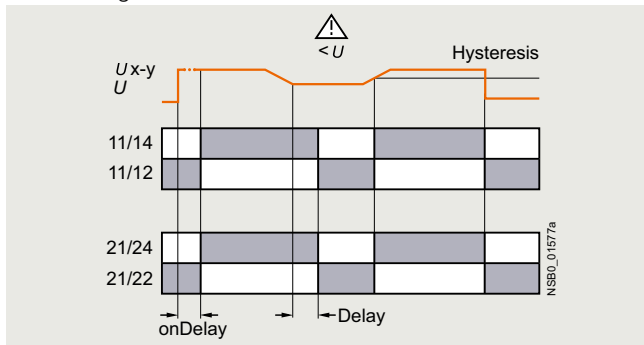 < U
Hysteresis
U x-y
U
11/14
11/12
21/24
21/22
NSB0_01577a
Delay
onDelay